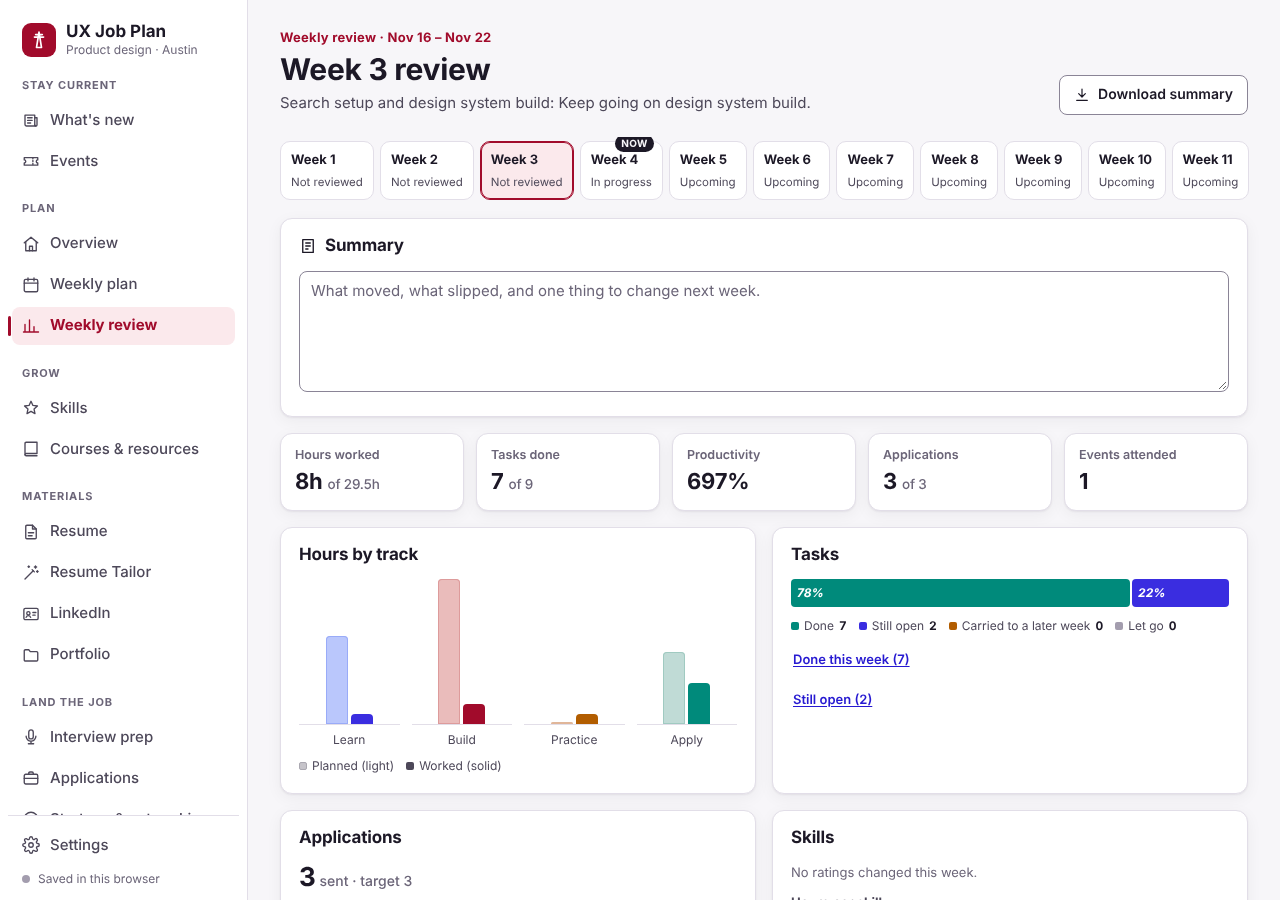 UX Job Plan
Product design · Austin
STAY CURRENT
What's new
Events
PLAN
Overview
Weekly plan
Weekly review
GROW
Skills
Courses & resources
MATERIALS
Resume
Resume Tailor
LinkedIn
Portfolio
LAND THE JOB
Interview prep
Applications
Settings
Saved in this browser
Weekly review · Nov 16 – Nov 22
Week 3 review
Search setup and design system build: Keep going on design system build.
Download summary
NOW
Week 1 Week 2 Week 3 Week 4 Week 5 Week 6 Week 7 Week 8 Week 9 Week 10 Week 11
Not reviewed Not reviewed Not reviewed In progress Upcoming Upcoming Upcoming Upcoming Upcoming Upcoming Upcoming
Summary
What moved, what slipped, and one thing to change next week.
Hours worked
8h of 29.5h
Tasks done
7 of 9
Productivity
697%
Applications
3 of 3
Events attended
1
Hours by track
Learn Build Practice Apply
Planned (light) Worked (solid)
Tasks
78% 22%
Done 7 Still open 2 Carried to a later week 0 Let go 0
Done this week (7)
Still open (2)
Applications
3 sent · target 3
Skills
No ratings changed this week.